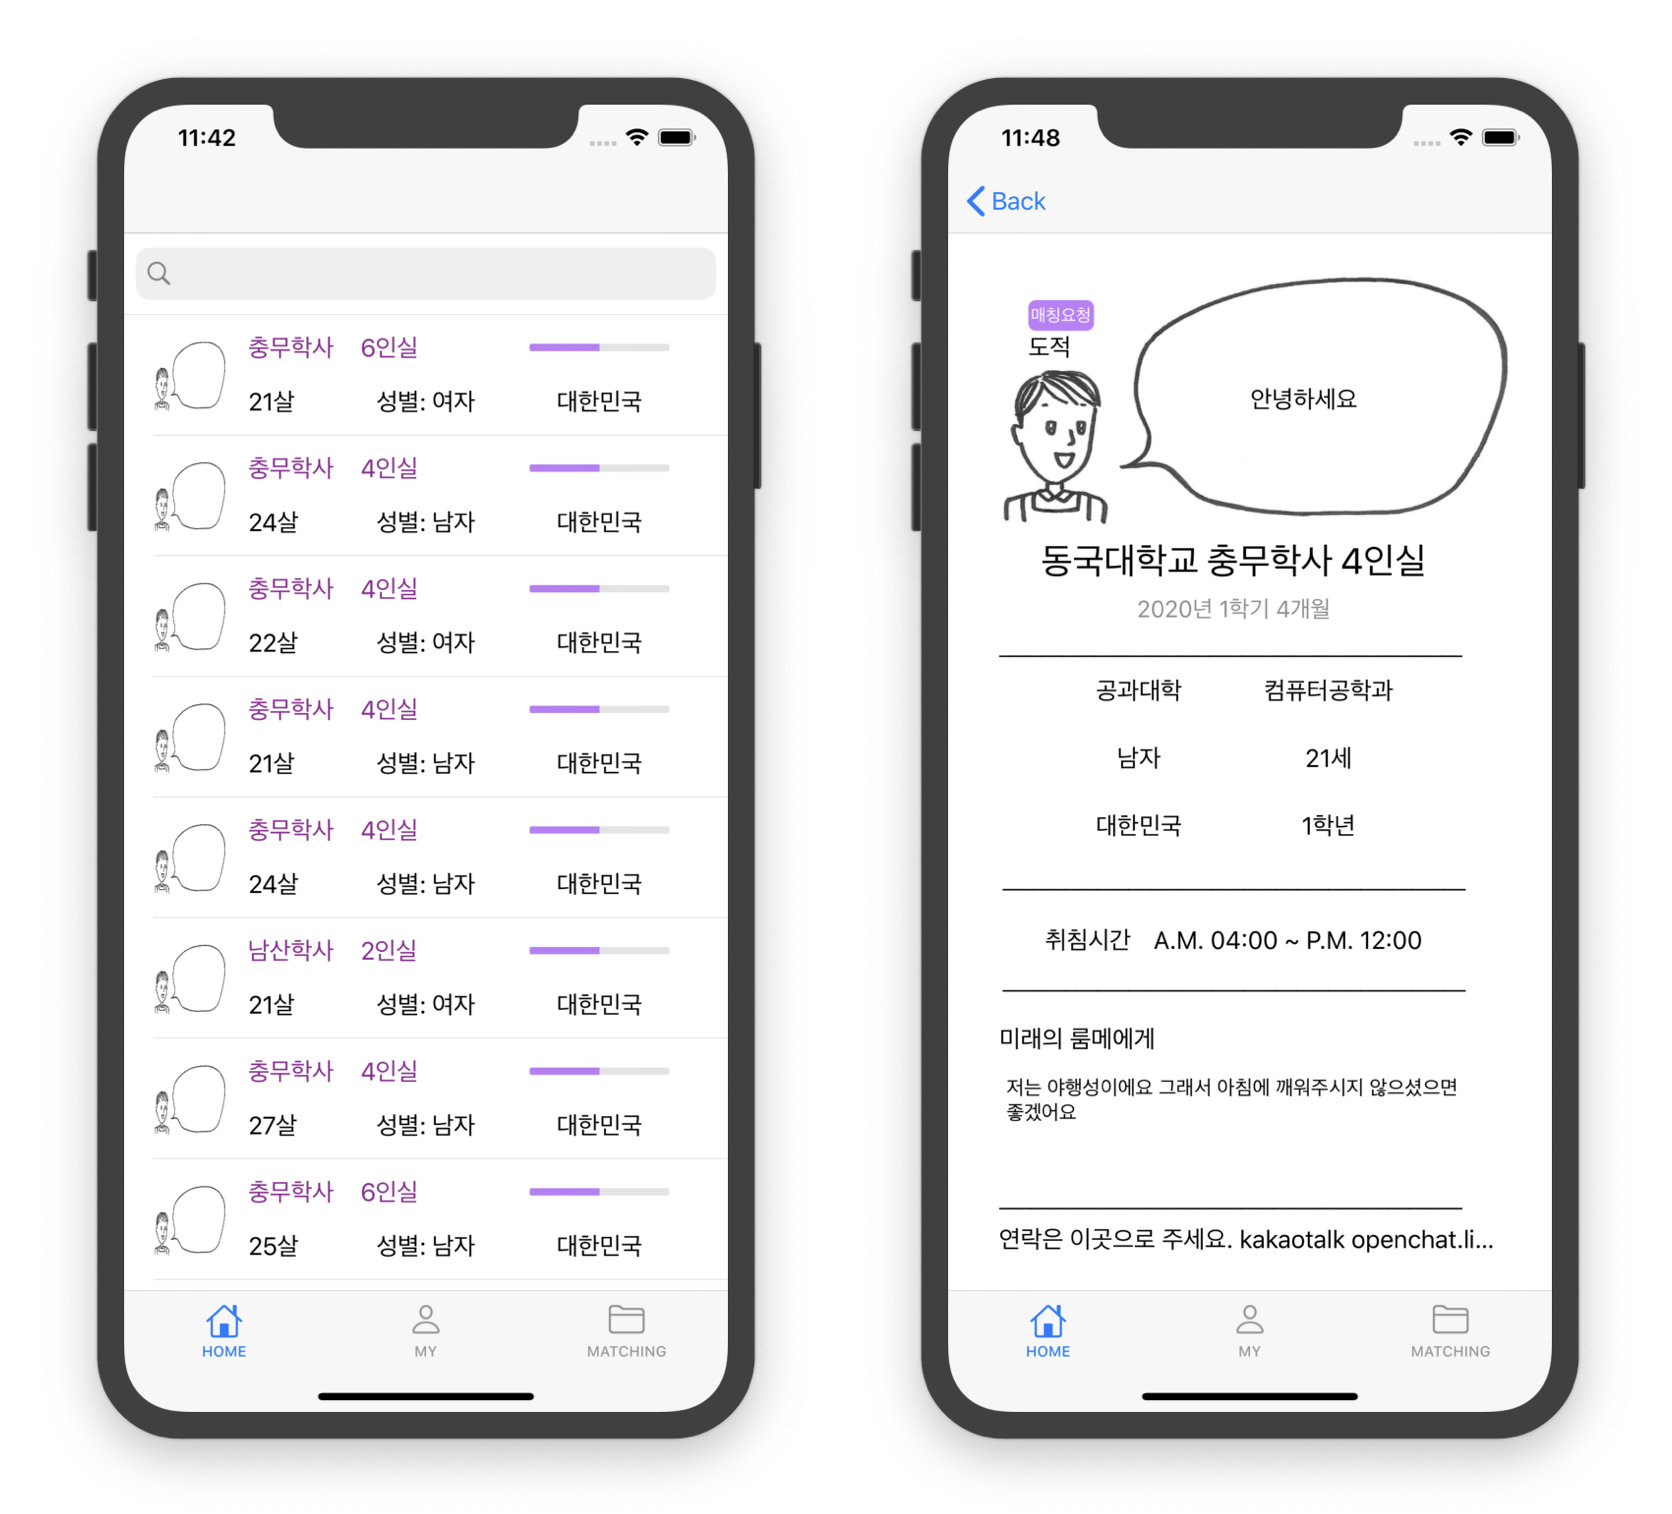 11:42
충무학사 6인실
21살 성별: 여자 대한민국
충무학사 4인실
24살 성별: 남자 대한민국
충무학사 4인실
22살 성별: 여자 대한민국
충무학사 4인실
21살 성별: 남자 대한민국
충무학사 4인실
24살 성별: 남자 대한민국
남산학사 2인실
21살 성별: 여자 대한민국
충무학사 4인실
27살 성별: 남자 대한민국
충무학사 6인실
25살 성별: 남자 대한민국
HOME MY MATCHING
11:48
Back
매칭요청
도적
안녕하세요
동국대학교 충무학사 4인실
2020년 1학기 4개월
공과대학 컴퓨터공학과
남자 21세
대한민국 1학년
취침시간 A.M. 04:00 ~ P.M. 12:00
미래의 룸메에게
저는 야행성이에요 그래서 아침에 깨워주시지 않으셨으면
좋겠어요
연락은 이곳으로 주세요. kakaotalk openchat.li...
HOME MY MATCHING